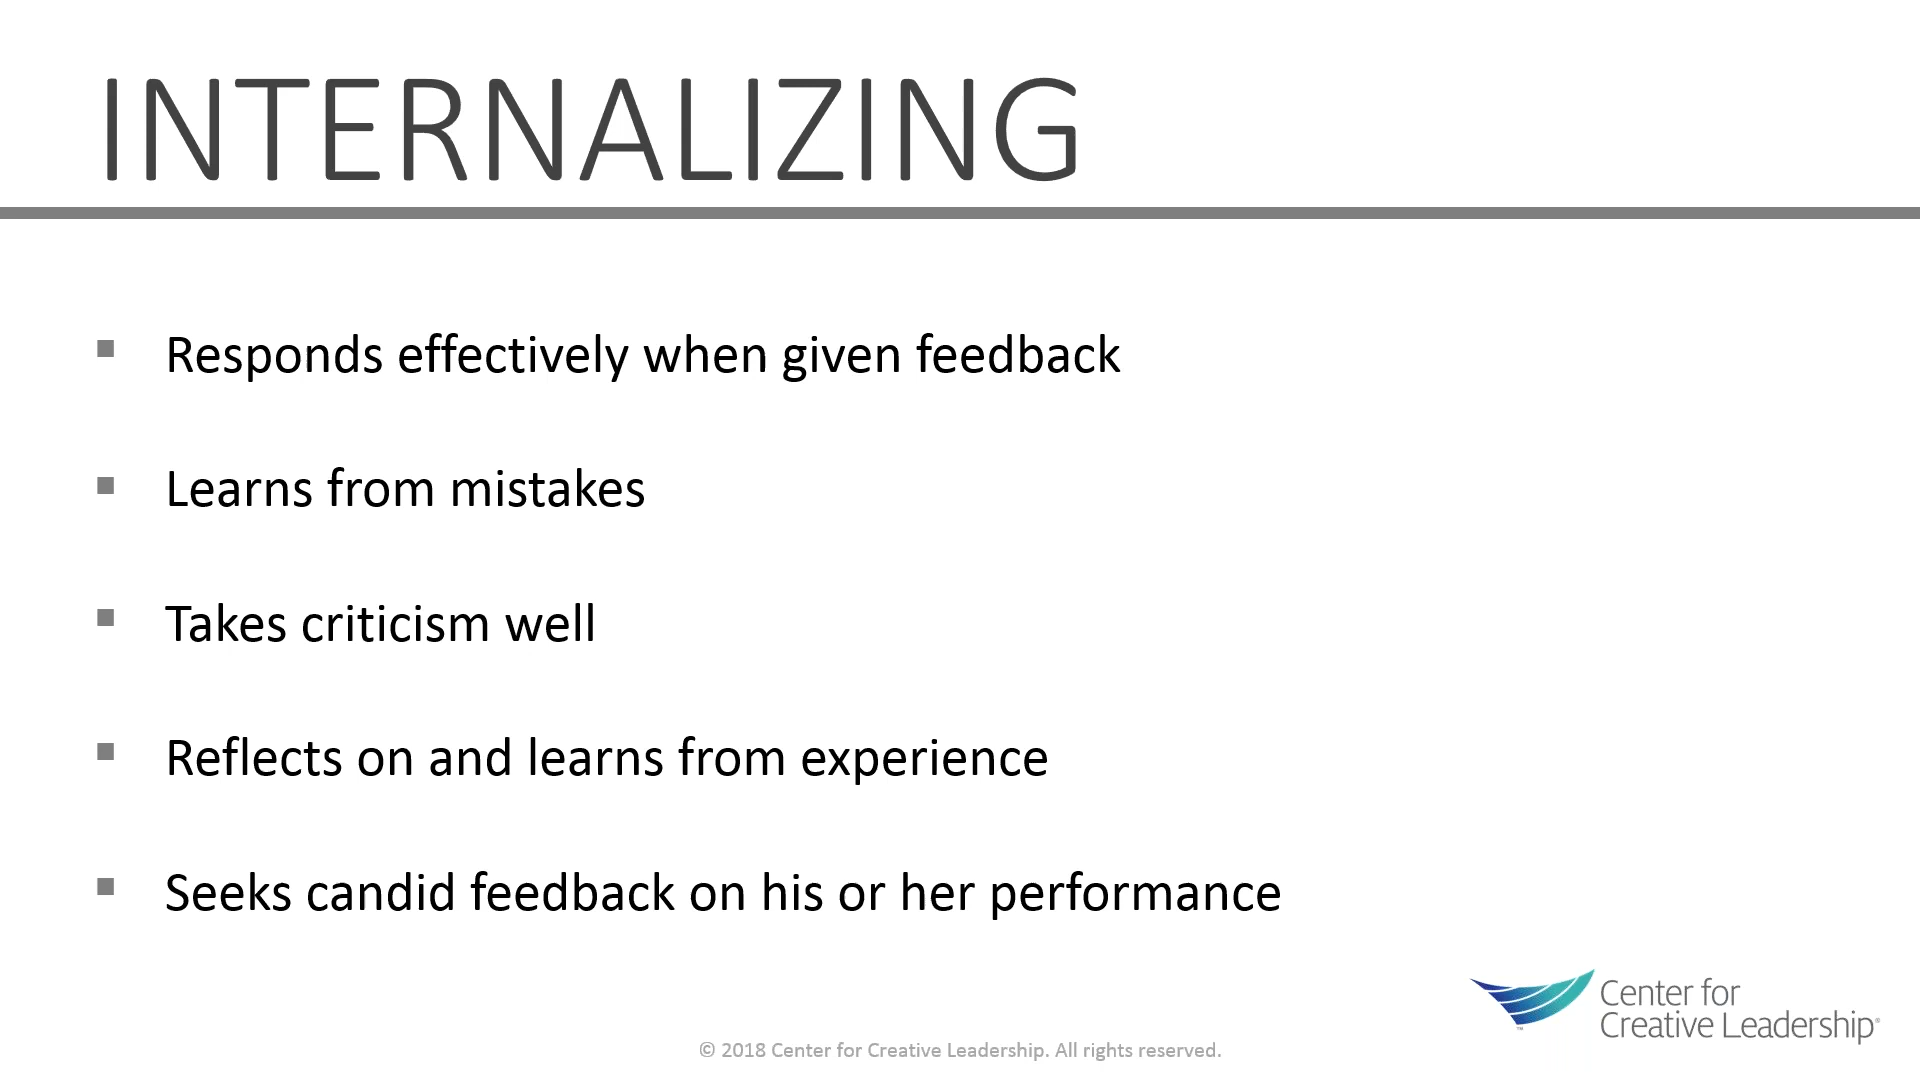 INTERNALIZING
▪ Responds effectively when given feedback
▪ Learns from mistakes
▪ Takes criticism well
▪ Reflects on and learns from experience
▪ Seeks candid feedback on his or her performance
Center for
Creative Leadership®
™
© 2018 Center for Creative Leadership. All rights reserved.